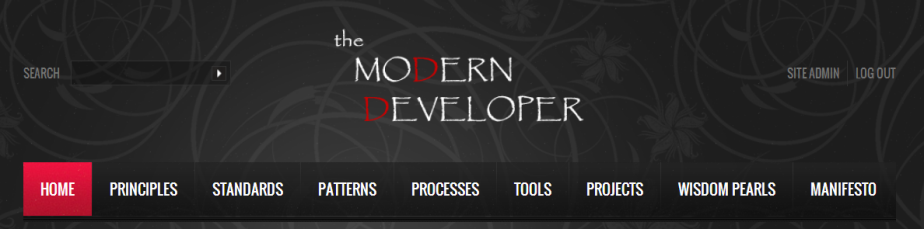 the
MODERN
DEVELOPER
SEARCH
SITE ADMIN LOG OUT
HOME PRINCIPLES STANDARDS PATTERNS PROCESSES TOOLS PROJECTS WISDOM PEARLS MANIFESTO